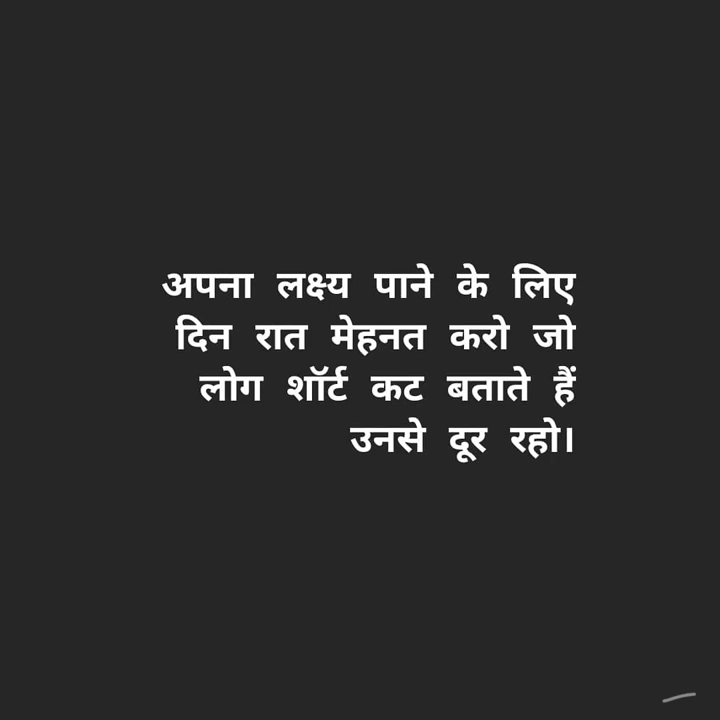 अपना लक्ष्य पाने के लिए
दिन रात मेहनत करो जो
लोग शॉर्ट कट बताते हैं
उनसे दूर रहो।